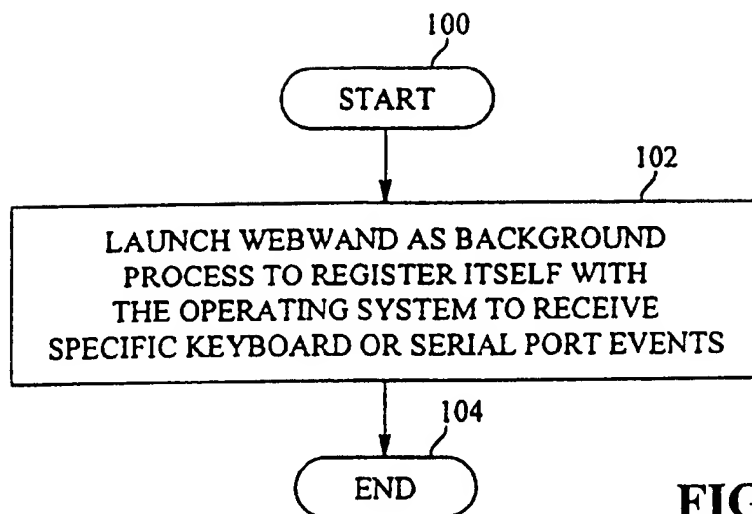 100
START
102
LAUNCH WEBWAND AS BACKGROUND
PROCESS TO REGISTER ITSELF WITH
THE OPERATING SYSTEM TO RECEIVE
SPECIFIC KEYBOARD OR SERIAL PORT EVENTS
104
END
FIG